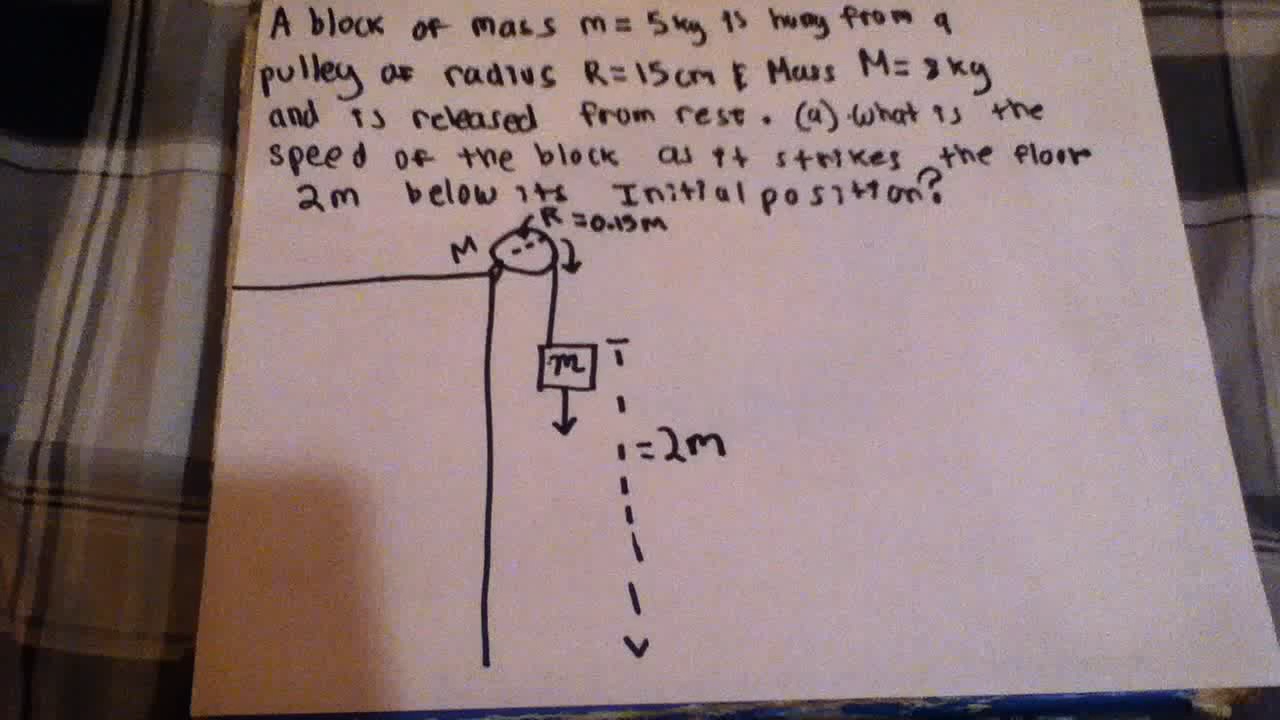 A block of mass m = 5kg is hung from a
pulley of radius R = 15cm & Mass M = 8kg
and is released from rest. (a) what is the
speed of the block as it strikes the floor
2m below its Initial position?
R = 0.15m
M
m
= 2m